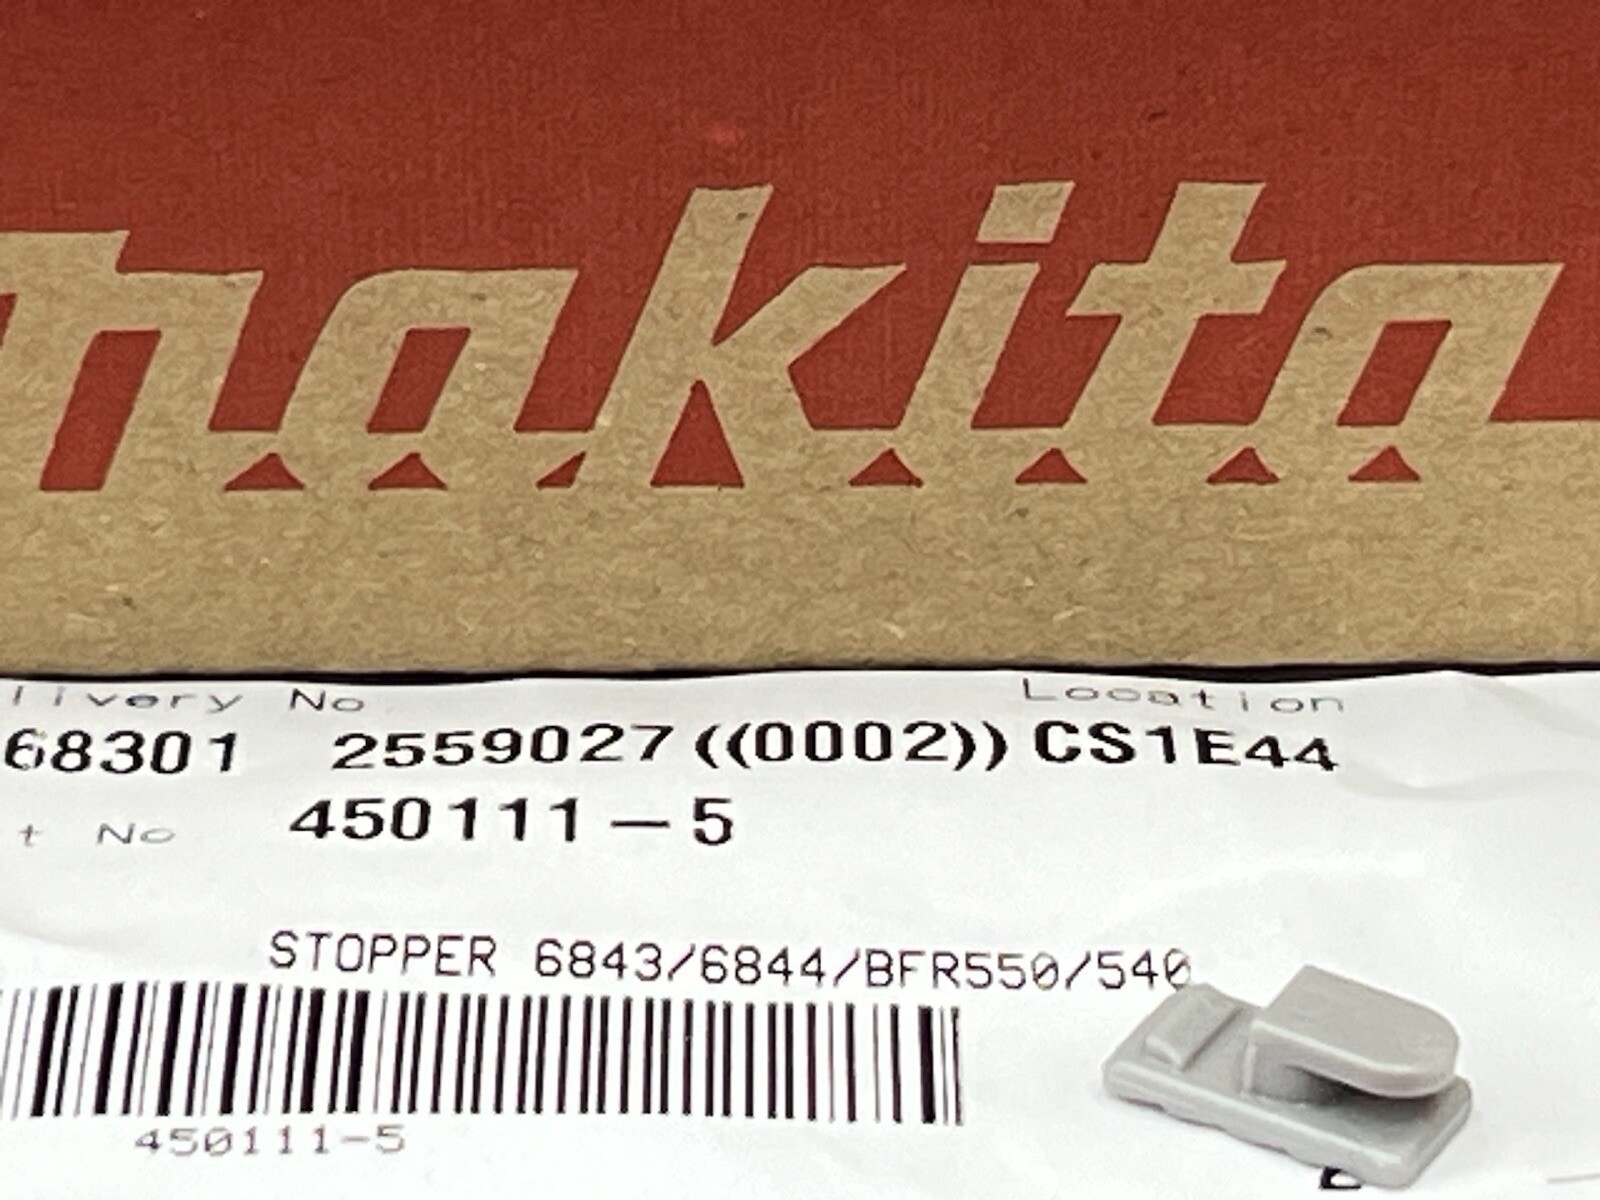 makita
livery No Location
68301 2559027((0002)) CS1E44
t No 450111-5
STOPPER 6843/6844/BFR550/540
450111-5